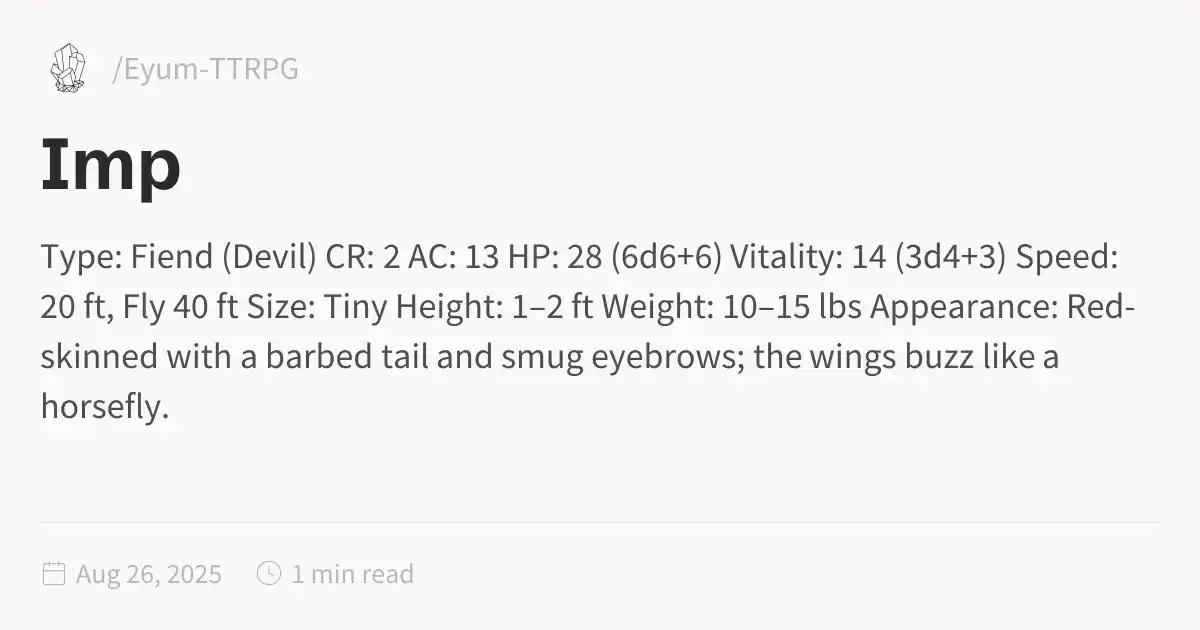 /Eyum-TTRPG
Imp
Type: Fiend (Devil) CR: 2 AC: 13 HP: 28 (6d6+6) Vitality: 14 (3d4+3) Speed:
20 ft, Fly 40 ft Size: Tiny Height: 1–2 ft Weight: 10–15 lbs Appearance: Red-
skinned with a barbed tail and smug eyebrows; the wings buzz like a
horsefly.
Aug 26, 2025 1 min read